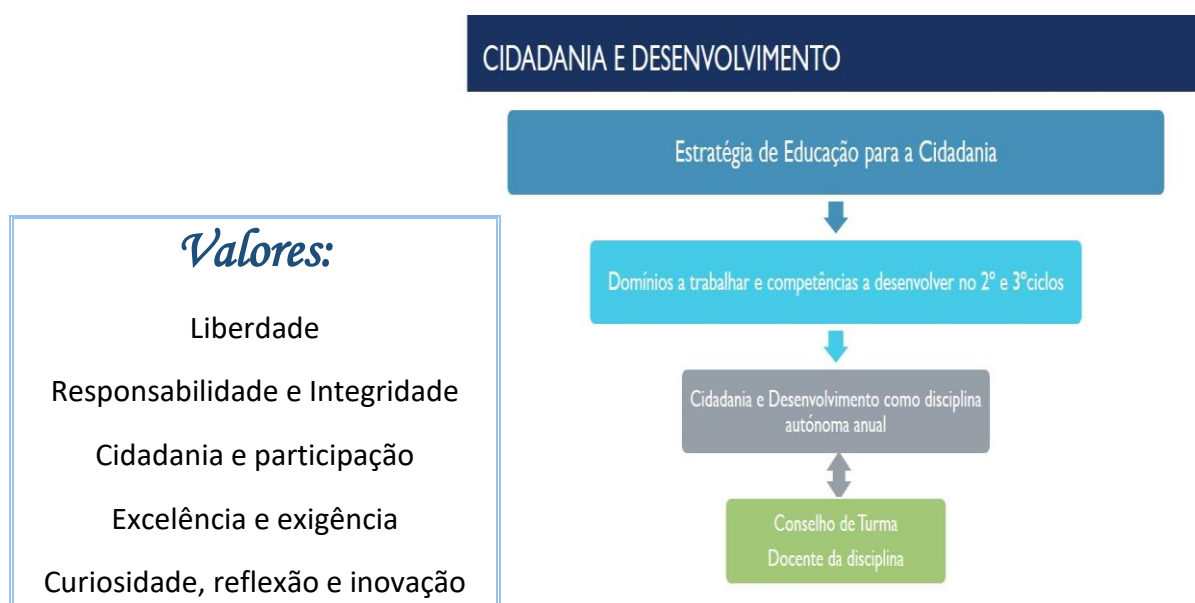 CIDADANIA E DESENVOLVIMENTO
Estratégia de Educação para a Cidadania
Domínios a trabalhar e competências a desenvolver no 2º e 3ºciclos
Cidadania e Desenvolvimento como disciplina
autónoma anual
Conselho de Turma
Docente da disciplina
Valores:
Liberdade
Responsabilidade e Integridade
Cidadania e participação
Excelência e exigência
Curiosidade, reflexão e inovação